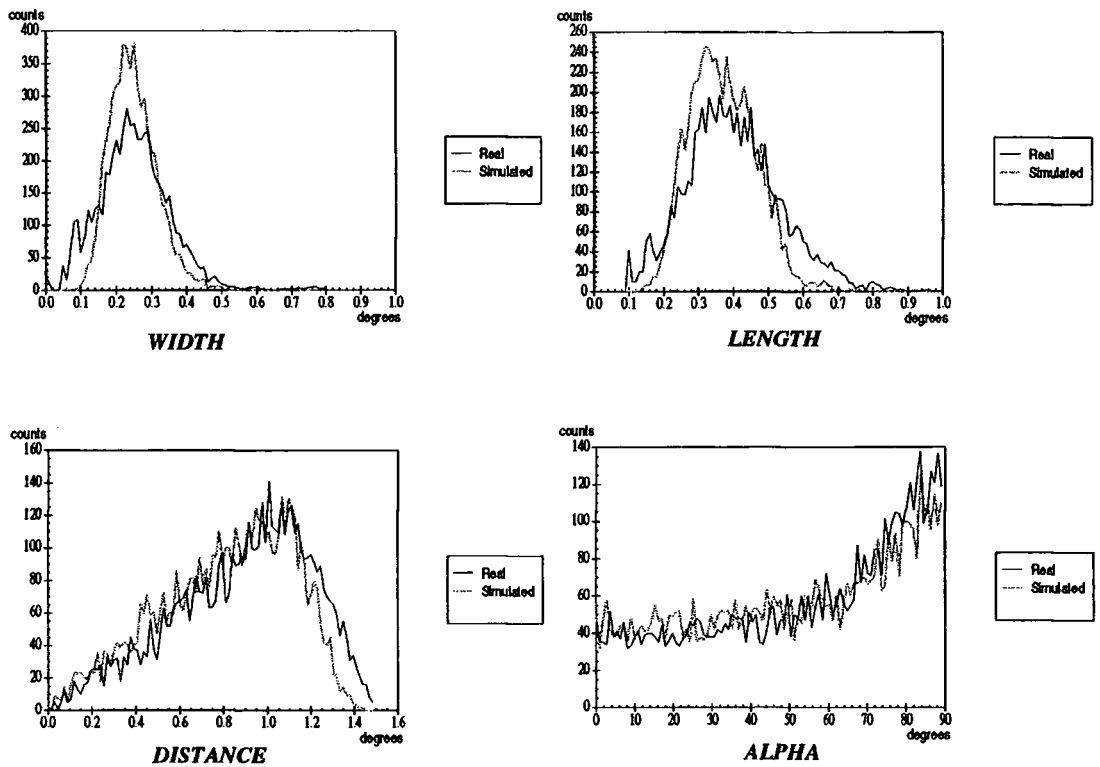 counts
400
350
300
250
200
150
100
50
0
0.0 0.1 0.2 0.3 0.4 0.5 0.6 0.7 0.8 0.9 1.0
degrees
WIDTH
Real
Simulated
counts
260
240
220
200
180
160
140
120
100
80
60
40
20
0
0.0 0.1 0.2 0.3 0.4 0.5 0.6 0.7 0.8 0.9 1.0
degrees
LENGTH
Real
Simulated
counts
160
140
120
100
80
60
40
20
0
0.0 0.2 0.4 0.6 0.8 1.0 1.2 1.4 1.6
degrees
DISTANCE
Real
Simulated
counts
140
120
100
80
60
40
20
0
0 10 20 30 40 50 60 70 80 90
degrees
ALPHA
Real
Simulated